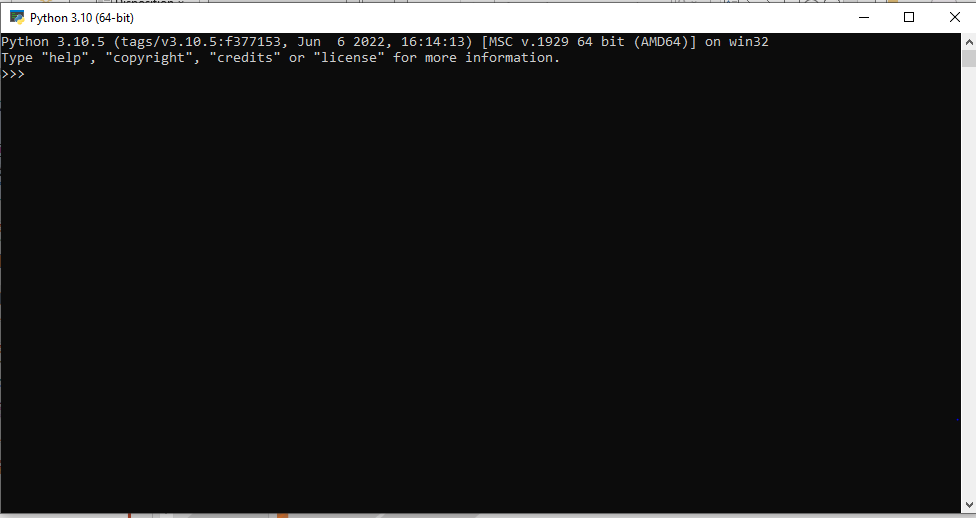 Python 3.10 (64-bit)
Python 3.10.5 (tags/v3.10.5:f377153, Jun  6 2022, 16:14:13) [MSC v.1929 64 bit (AMD64)] on win32
Type "help", "copyright", "credits" or "license" for more information.
>>>